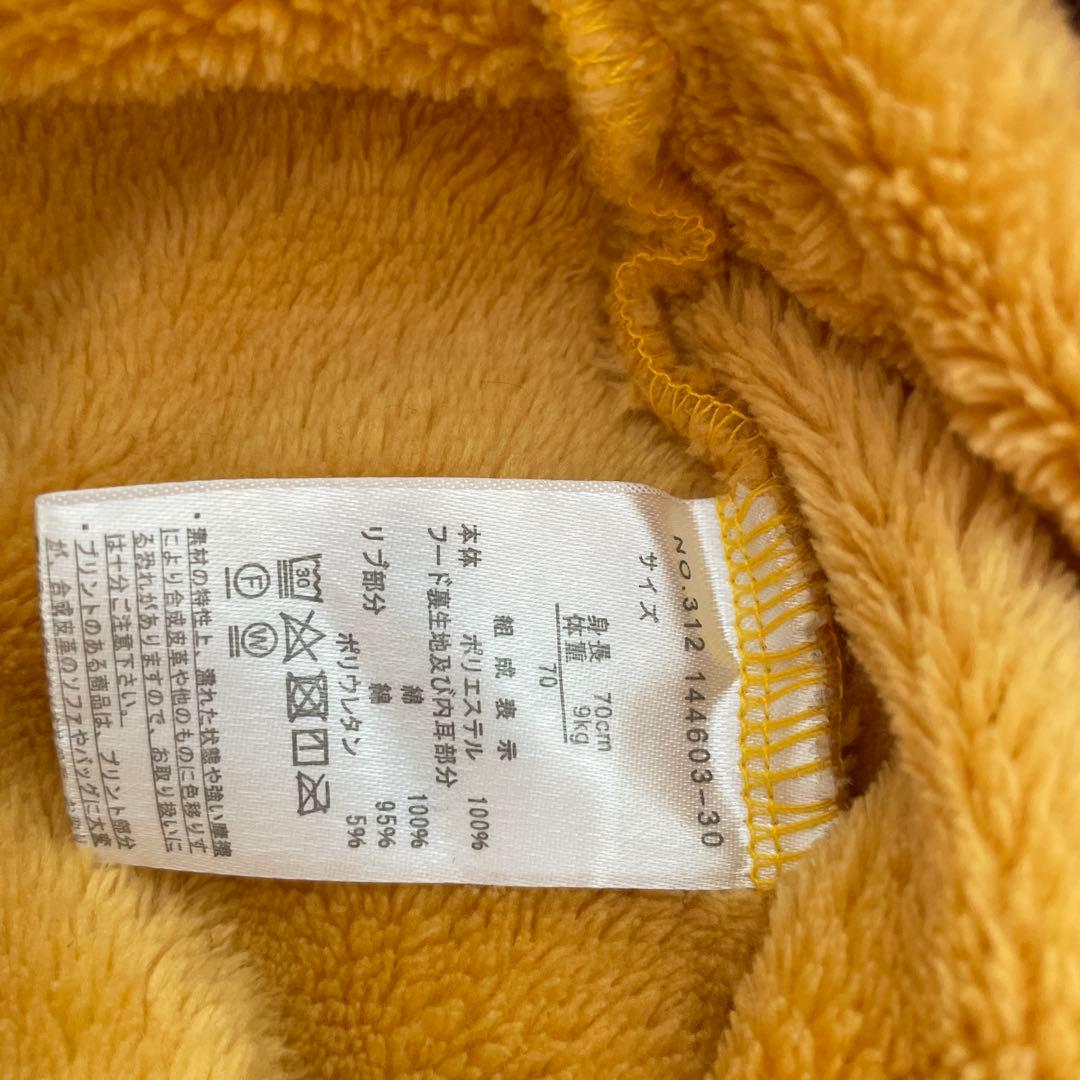 NO.312 144603-30
サイズ
身長 70cm
体重 9kg
70
組成表示
本体 ポリエステル 100%
フード裏生地及び内耳部分
綿 100%
リブ部分 綿 95%
ポリウレタン 5%
30
F W
・素材の特性上、濡れた状態や強い摩擦
により合成皮革や他のものに色移りす
る恐れがありますので、お取り扱いに
は十分ご注意下さい。
・プリントのある商品は、プリント部分
が、合成皮革のソファやバッグに大変